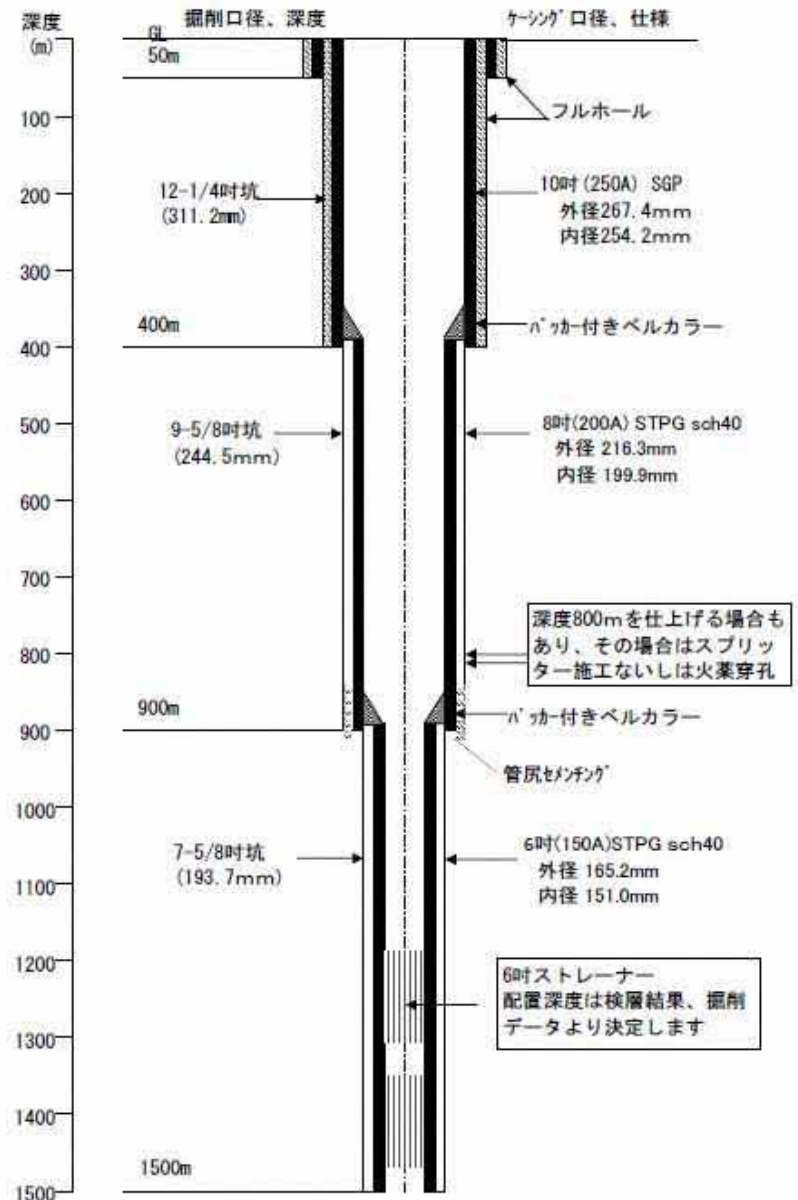 深度
(m)
掘削口径、深度
ｹｰｼﾝｸﾞ口径、仕様
GL
50m
フルホール
100
12-1/4吋坑
(311.2mm)
200
10吋(250A) SGP
外径267.4mm
内径254.2mm
300
400m
ﾊﾟｯｶｰ付きベルカラー
400
500
9-5/8吋坑
(244.5mm)
8吋(200A) STPG sch40
外径 216.3mm
内径 199.9mm
600
700
800
深度800mを仕上げる場合も
あり、その場合はスプリッ
ター施工ないしは火薬穿孔
900m
ﾊﾟｯｶｰ付きベルカラー
900
管尻ｾﾒﾝﾁﾝｸﾞ
1000
7-5/8吋坑
(193.7mm)
6吋(150A)STPG sch40
外径 165.2mm
内径 151.0mm
1100
1200
6吋ストレーナー
配置深度は検層結果、掘削
データより決定します
1300
1400
1500m
1500